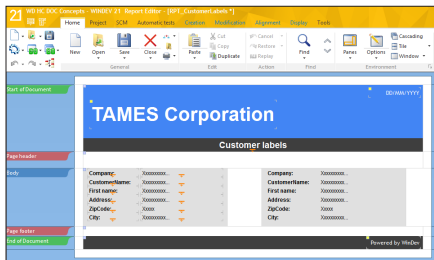 21 WD HC DOC Concepts - WINDEV 21 Report Editor - [RPT_CustomerLabels *]
Home Project SCM Automatic tests Creation Modification Alignment Display Tools
New Open Save Close Paste Cut Copy Duplicate Cancel Restore Replay Find Panes Options Cascading Tile Window
General Edit Action Find Environment
Start of Document
DD/MM/YYYY
TAMES Corporation
Customer labels
Page header
Body
Company: Xxxxxxxxx... Company: Xxxxxxxxx...
CustomerName: Xxxxxxxxx... CustomerName: Xxxxxxxxx...
First name: Xxxxxxxxx... First name: Xxxxxxxxx...
Address: Xxxxxxxxx... Address: Xxxxxxxxx...
ZipCode: Xxxxx ZipCode: Xxxxx
City: Xxxxxxxxx... City: Xxxxxxxxx...
Page footer
End of Document
Powered by WinDev